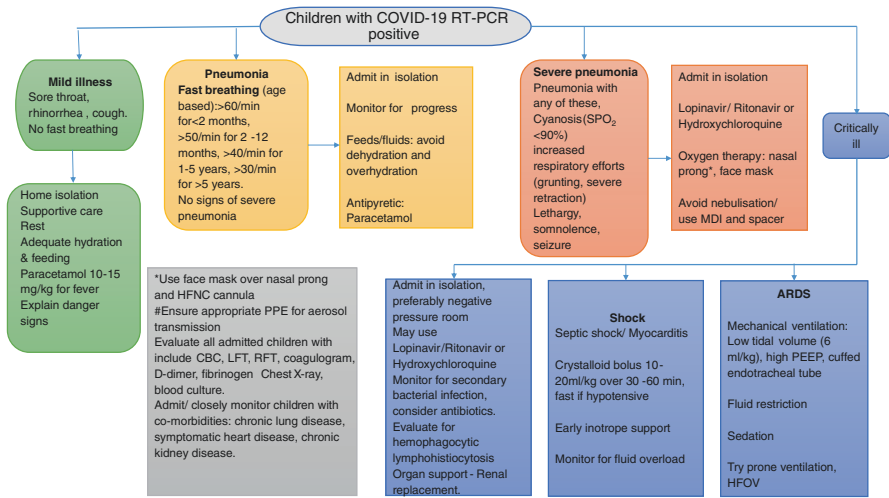 Children with COVID-19 RT-PCR
positive
Mild illness
Sore throat,
rhinorrhea , cough.
No fast breathing
Home isolation
Supportive care
Rest
Adequate hydration
& feeding
Paracetamol 10-15
mg/kg for fever
Explain danger
signs
Pneumonia
Fast breathing (age
based):>60/min
for<2 months,
>50/min for 2 -12
months, >40/min for
1-5 years, >30/min
for >5 years.
No signs of severe
pneumonia
Admit in isolation
Monitor for progress
Feeds/fluids: avoid
dehydration and
overhydration
Antipyretic:
Paracetamol
Severe pneumonia
Pneumonia with
any of these,
Cyanosis(SPO₂
<90%)
increased
respiratory efforts
(grunting, severe
retraction)
Lethargy,
somnolence,
seizure
Admit in isolation
Lopinavir/ Ritonavir or
Hydroxychloroquine
Oxygen therapy: nasal
prong*, face mask
Avoid nebulisation/
use MDI and spacer
Critically
ill
*Use face mask over nasal prong
and HFNC cannula
#Ensure appropriate PPE for aerosol
transmission
Evaluate all admitted children with
include CBC, LFT, RFT, coagulogram,
D-dimer, fibrinogen Chest X-ray,
blood culture.
Admit/ closely monitor children with
co-morbidities: chronic lung disease,
symptomatic heart disease, chronic
kidney disease.
Admit in isolation,
preferably negative
pressure room
May use
Lopinavir/Ritonavir or
Hydroxychloroquine
Monitor for secondary
bacterial infection,
consider antibiotics.
Evaluate for
hemophagocytic
lymphohistiocytosis
Organ support - Renal
replacement.
Shock
Septic shock/ Myocarditis
Crystalloid bolus 10-
20ml/kg over 30 -60 min,
fast if hypotensive
Early inotrope support
Monitor for fluid overload
ARDS
Mechanical ventilation:
Low tidal volume (6
ml/kg), high PEEP, cuffed
endotracheal tube
Fluid restriction
Sedation
Try prone ventilation,
HFOV